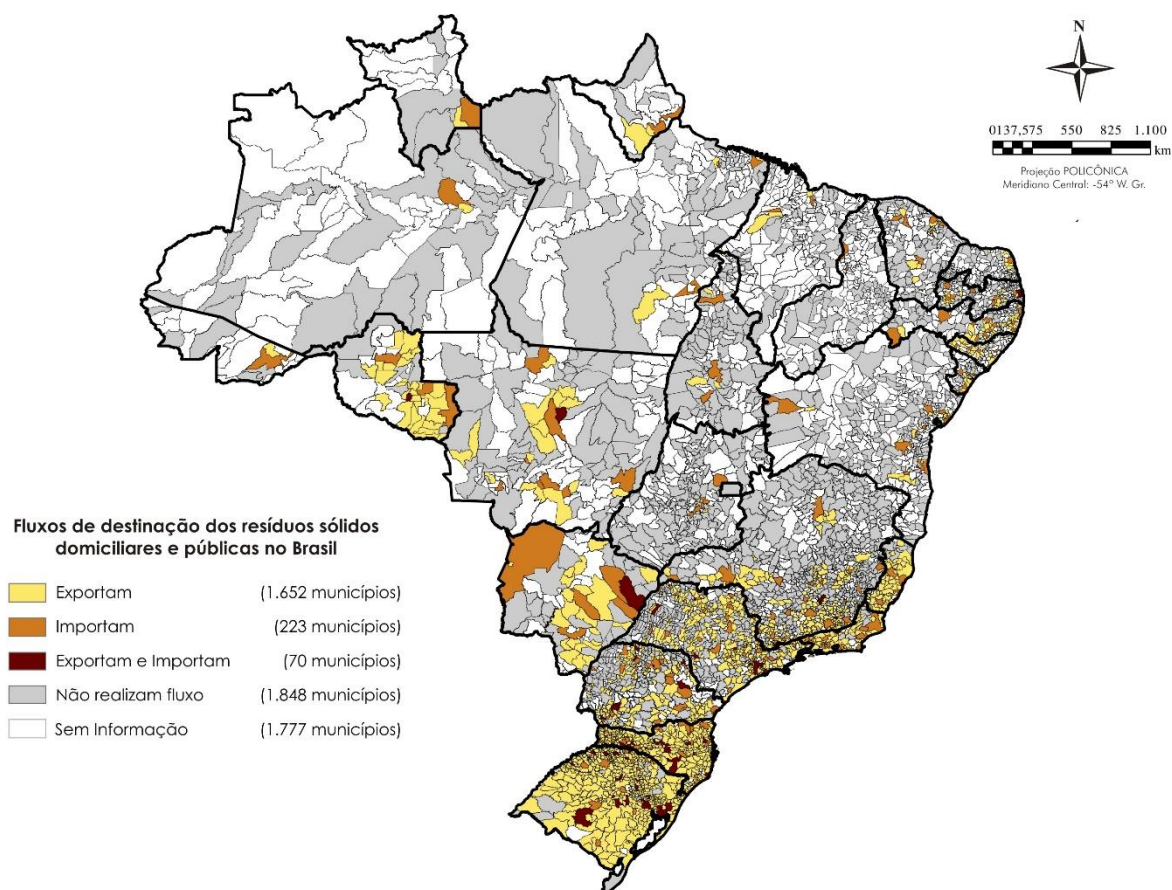 N
0137,575 550 825 1.100
km
Projeção POLICÔNICA
Meridiano Central: -54º W. Gr.
Fluxos de destinação dos resíduos sólidos
domiciliares e públicas no Brasil
Exportam (1.652 municípios)
Importam (223 municípios)
Exportam e Importam (70 municípios)
Não realizam fluxo (1.848 municípios)
Sem Informação (1.777 municípios)